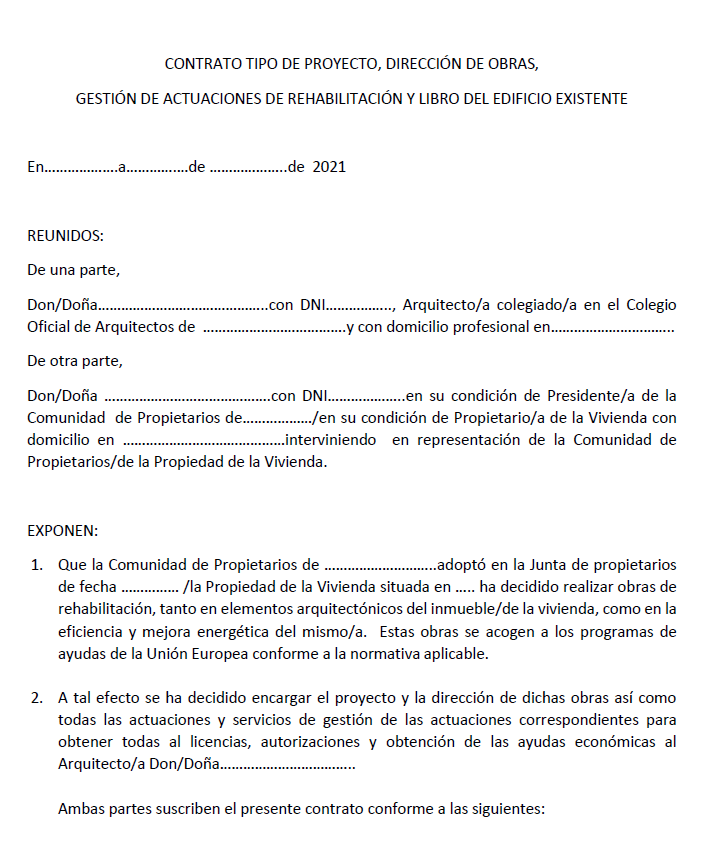 CONTRATO TIPO DE PROYECTO, DIRECCIÓN DE OBRAS,
GESTIÓN DE ACTUACIONES DE REHABILITACIÓN Y LIBRO DEL EDIFICIO EXISTENTE
En……………….a…………….de ………………..de 2021
REUNIDOS:
De una parte,
Don/Doña……………………………………..con DNI…………….., Arquitecto/a colegiado/a en el Colegio
Oficial de Arquitectos de ……………………………….y con domicilio profesional en…………………………..
De otra parte,
Don/Doña ……………………………………..con DNI………………..en su condición de Presidente/a de la
Comunidad de Propietarios de………………/en su condición de Propietario/a de la Vivienda con
domicilio en ……………………………………interviniendo en representación de la Comunidad de
Propietarios/de la Propiedad de la Vivienda.
EXPONEN:
1. Que la Comunidad de Propietarios de ………………………..adoptó en la Junta de propietarios
de fecha …………… /la Propiedad de la Vivienda situada en ….. ha decidido realizar obras de
rehabilitación, tanto en elementos arquitectónicos del inmueble/de la vivienda, como en la
eficiencia y mejora energética del mismo/a. Estas obras se acogen a los programas de
ayudas de la Unión Europea conforme a la normativa aplicable.
2. A tal efecto se ha decidido encargar el proyecto y la dirección de dichas obras así como
todas las actuaciones y servicios de gestión de las actuaciones correspondientes para
obtener todas al licencias, autorizaciones y obtención de las ayudas económicas al
Arquitecto/a Don/Doña……………………………..
Ambas partes suscriben el presente contrato conforme a las siguientes: